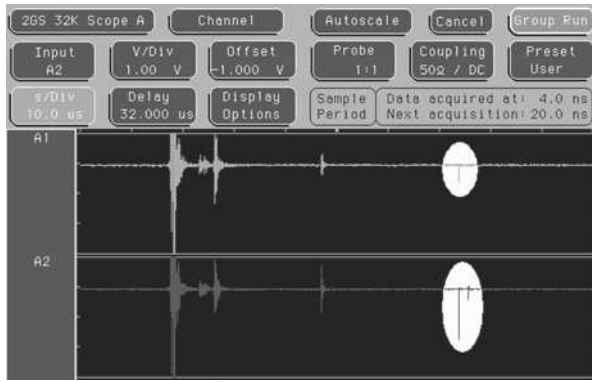 2GS 32K Scope A Channel Autoscale Cancel Group Run
Input V/Div Offset Probe Coupling Preset
A2 1.00 V -1.000 V 1:1 50Ω / DC User
s/Div Delay Display Sample Data acquired at: 4.0 ns
10.0 us 32.000 us Options Period Next acquisition: 20.0 ns
A1
A2